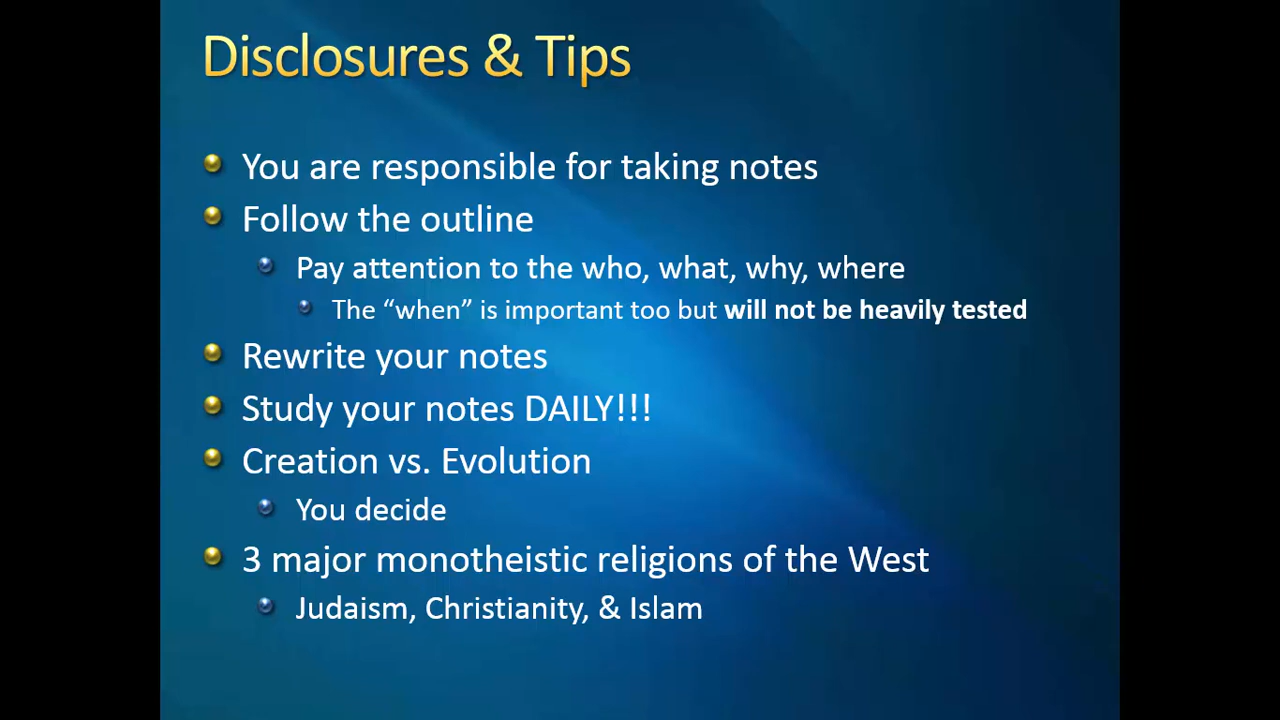 Disclosures & Tips
You are responsible for taking notes
Follow the outline
Pay attention to the who, what, why, where
The “when” is important too but will not be heavily tested
Rewrite your notes
Study your notes DAILY!!!
Creation vs. Evolution
You decide
3 major monotheistic religions of the West
Judaism, Christianity, & Islam